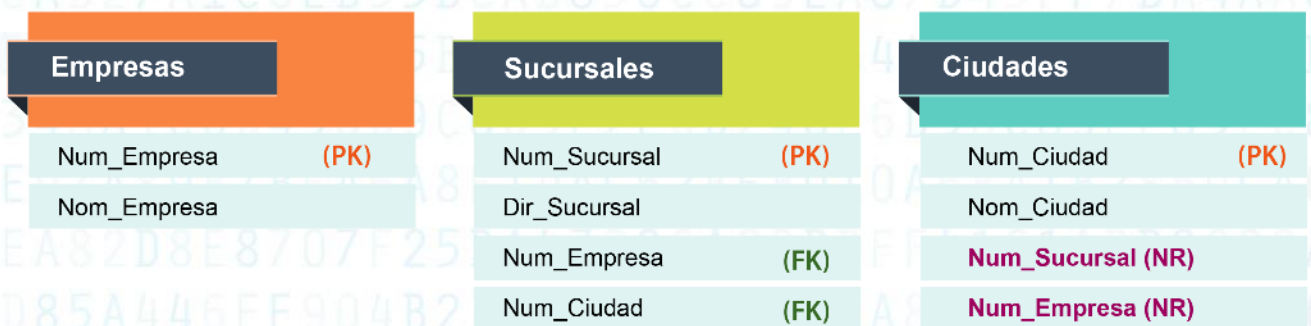 Empresas
Num_Empresa (PK)
Nom_Empresa
Sucursales
Num_Sucursal (PK)
Dir_Sucursal
Num_Empresa (FK)
Num_Ciudad (FK)
Ciudades
Num_Ciudad (PK)
Nom_Ciudad
Num_Sucursal (NR)
Num_Empresa (NR)